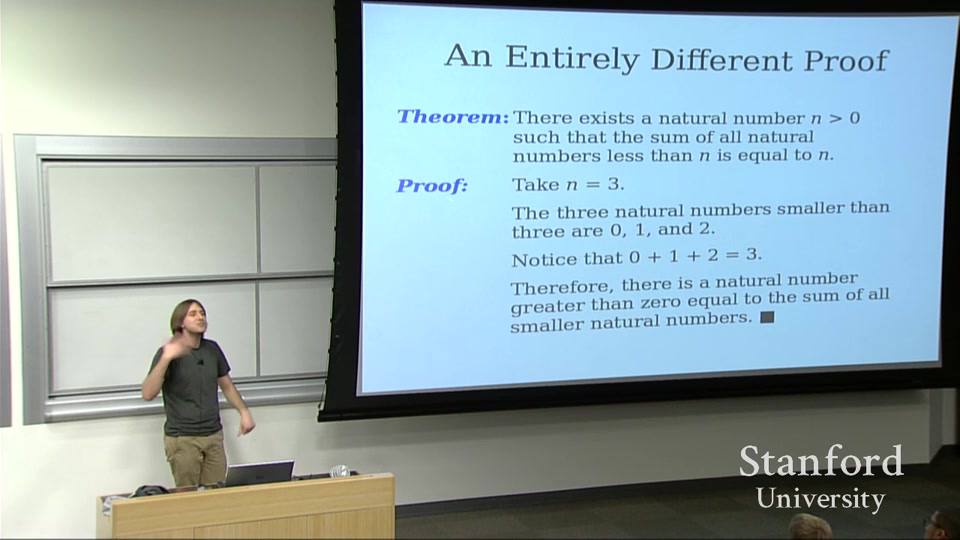 An Entirely Different Proof
Theorem: There exists a natural number n > 0
such that the sum of all natural
numbers less than n is equal to n.
Proof: Take n = 3.
The three natural numbers smaller than
three are 0, 1, and 2.
Notice that 0 + 1 + 2 = 3.
Therefore, there is a natural number
greater than zero equal to the sum of all
smaller natural numbers. ■
Stanford
University